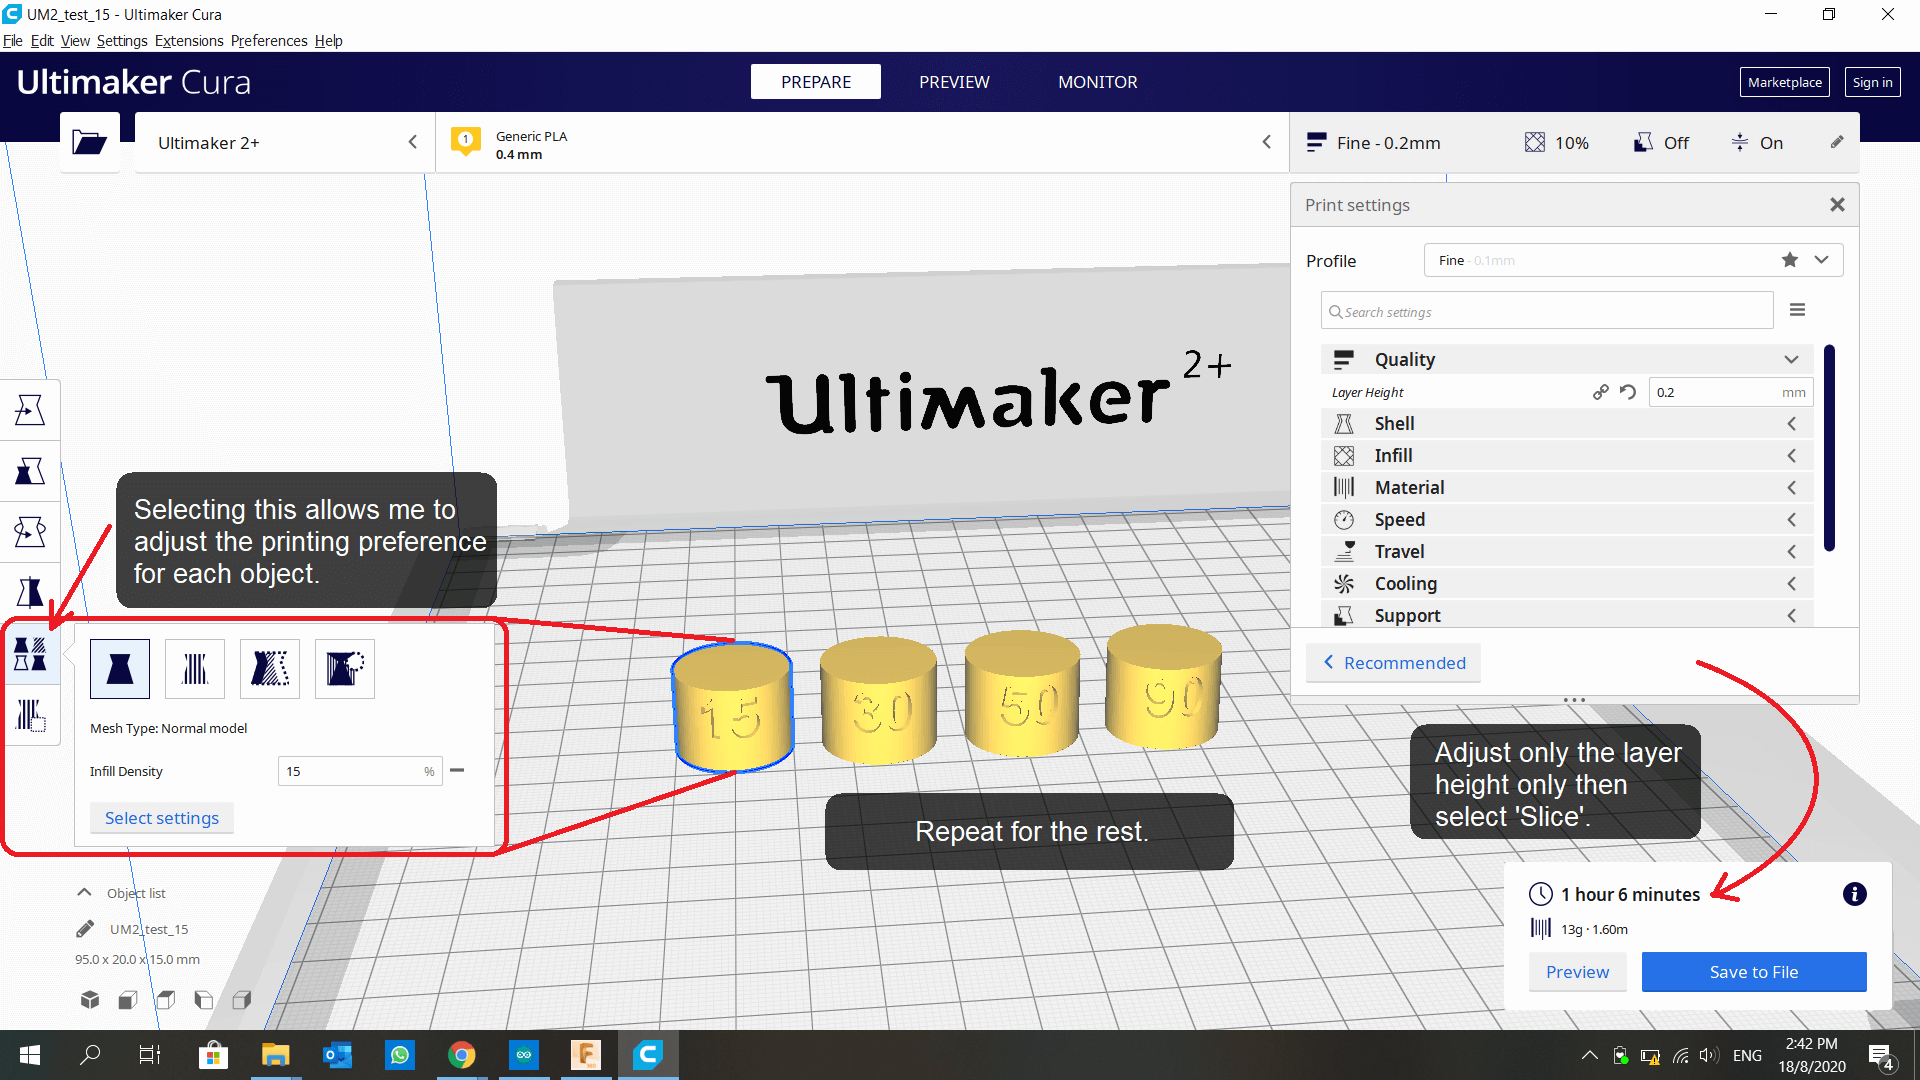 UM2_test_15 - Ultimaker Cura
File Edit View Settings Extensions Preferences Help
Ultimaker Cura
PREPARE
PREVIEW
MONITOR
Marketplace
Sign in
Ultimaker 2+
1
Generic PLA
0.4 mm
Fine - 0.2mm
10%
Off
On
Print settings
Profile
Fine - 0.1mm
Search settings
Quality
Layer Height
0.2 mm
Shell
Infill
Material
Speed
Travel
Cooling
Support
Recommended
Ultimaker 2+
Selecting this allows me to
adjust the printing preference
for each object.
Mesh Type: Normal model
Infill Density
15 %
Select settings
15
30
50
90
Repeat for the rest.
Adjust only the layer
height only then
select 'Slice'.
Object list
UM2_test_15
95.0 x 20.0 x 15.0 mm
1 hour 6 minutes
13g · 1.60m
Preview
Save to File
ENG
2:42 PM
18/8/2020
4